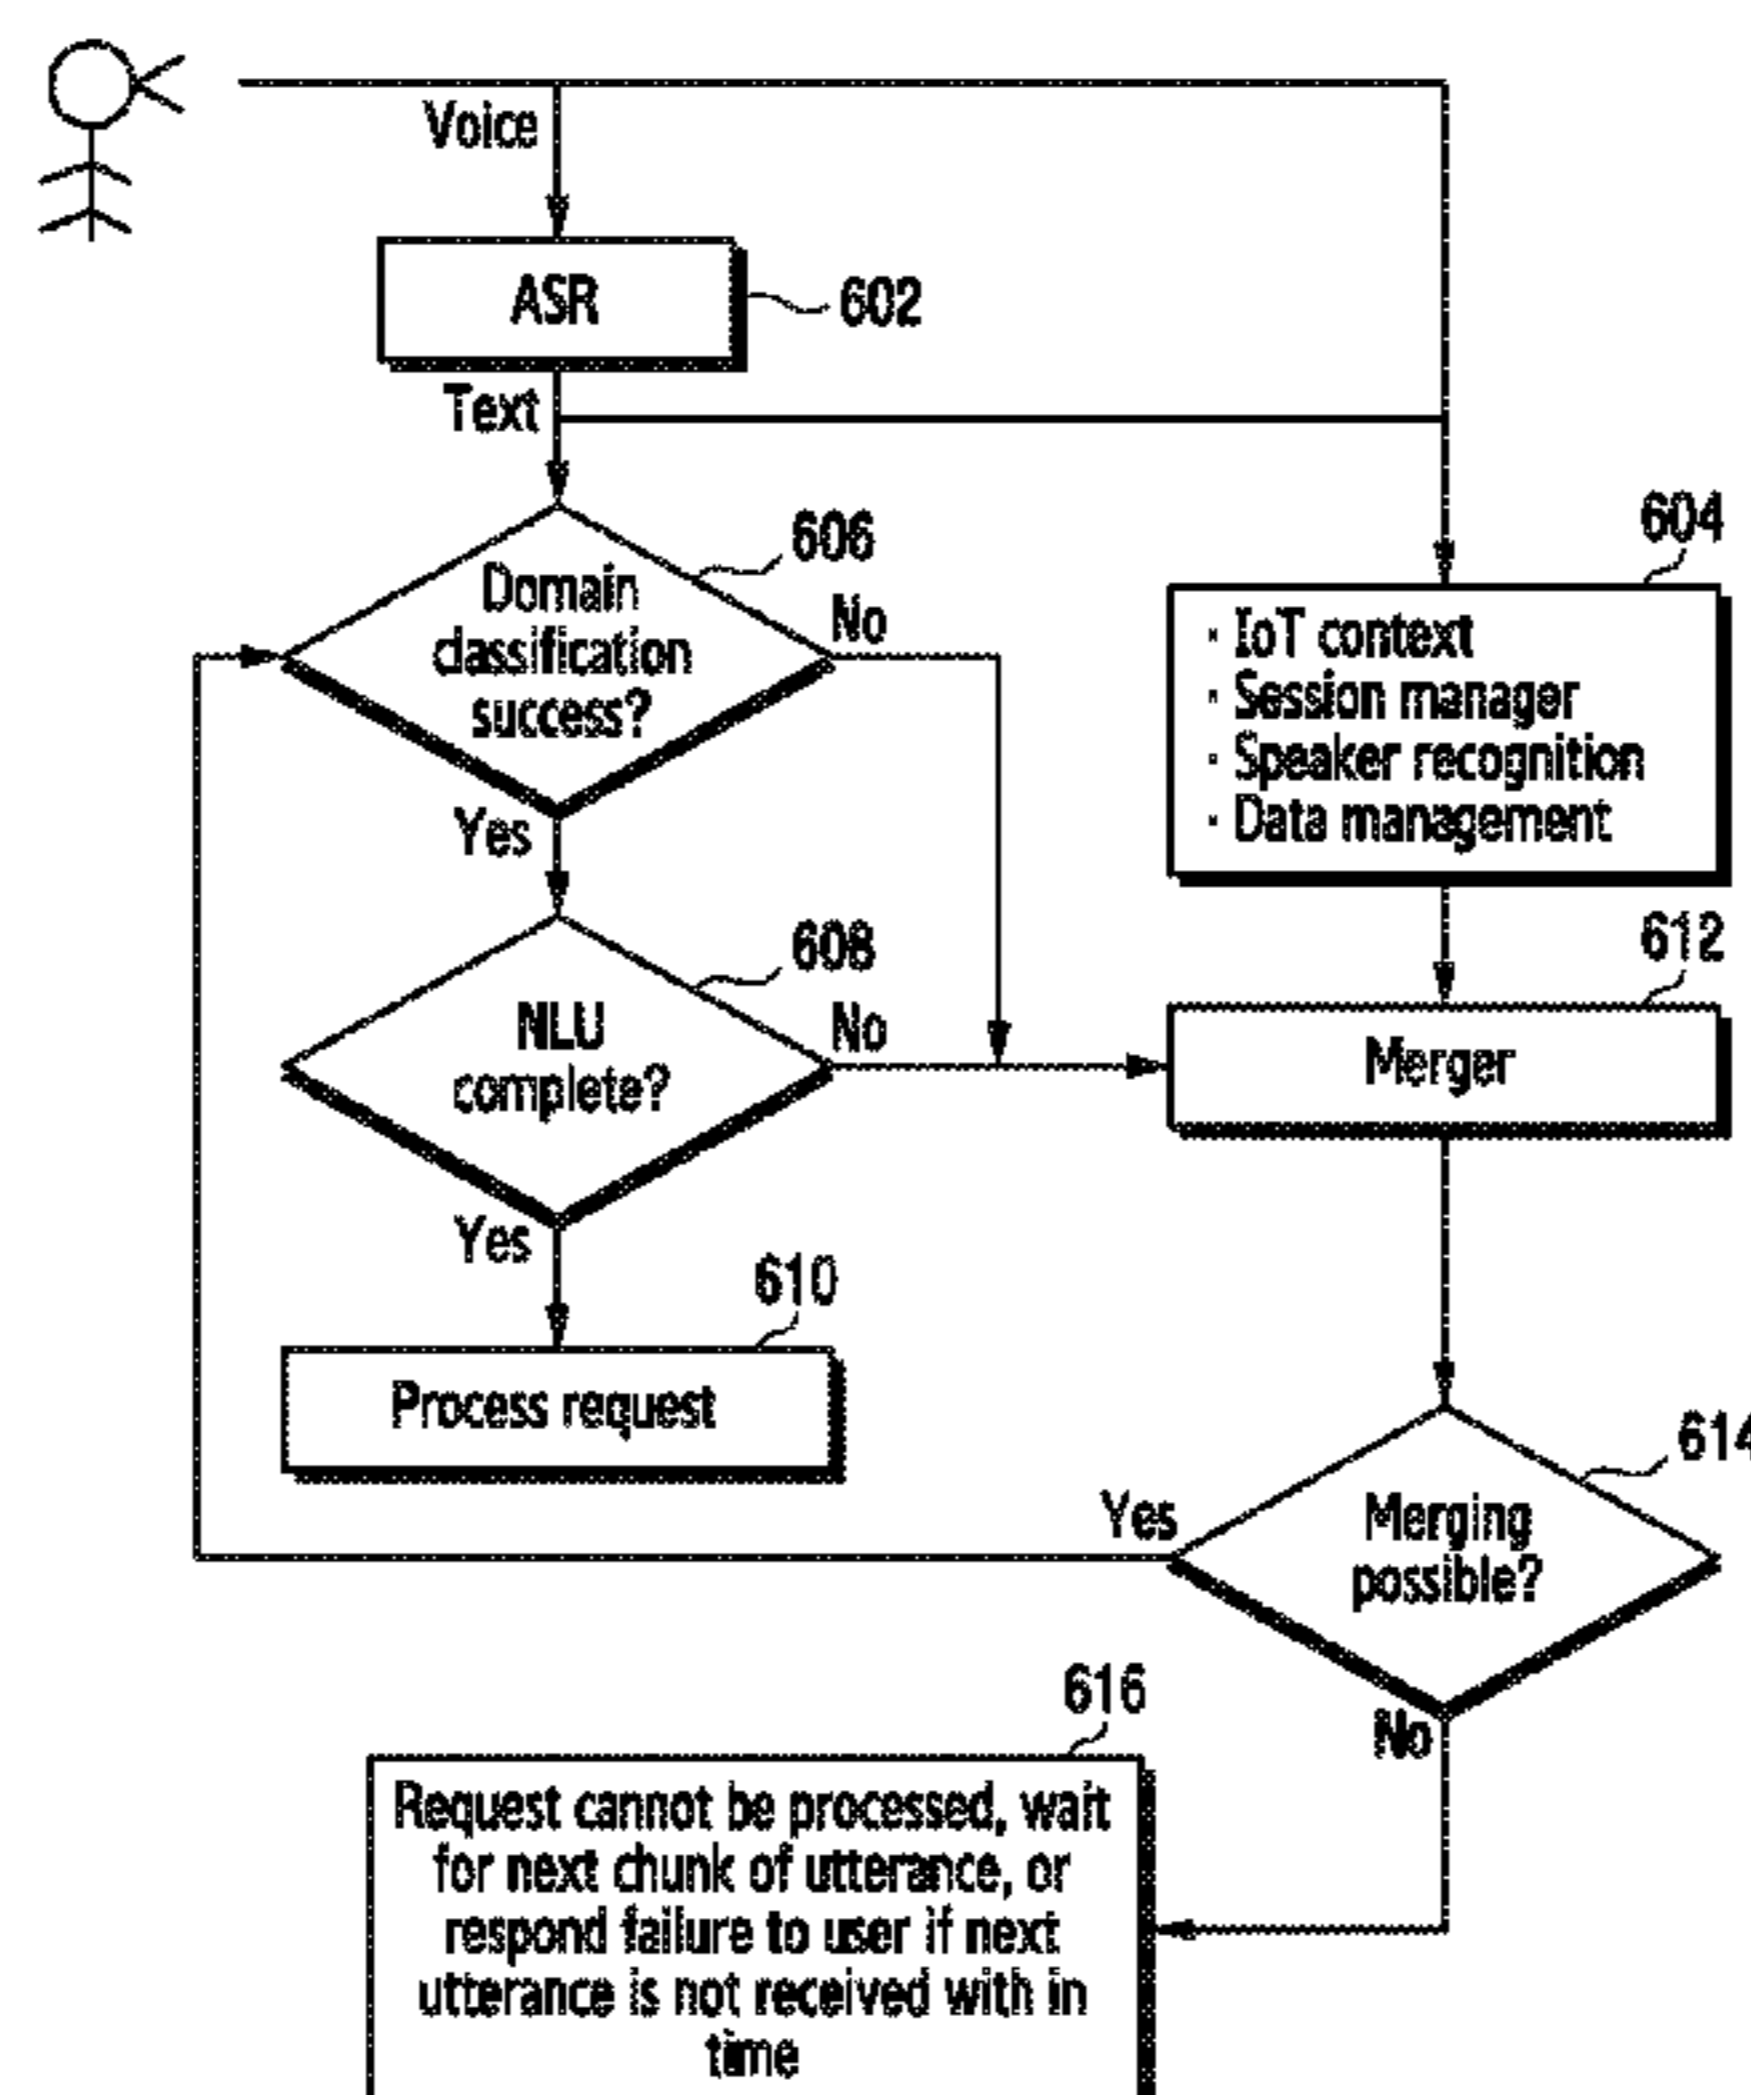 Voice
ASR
602
Text
606
Domain
classification
success?
No
Yes
604
· IoT context
· Session manager
· Speaker recognition
· Data management
608
NLU
complete?
No
Yes
612
Merger
610
Process request
614
Merging
possible?
Yes
No
616
Request cannot be processed, wait
for next chunk of utterance, or
respond failure to user if next
utterance is not received with in
time